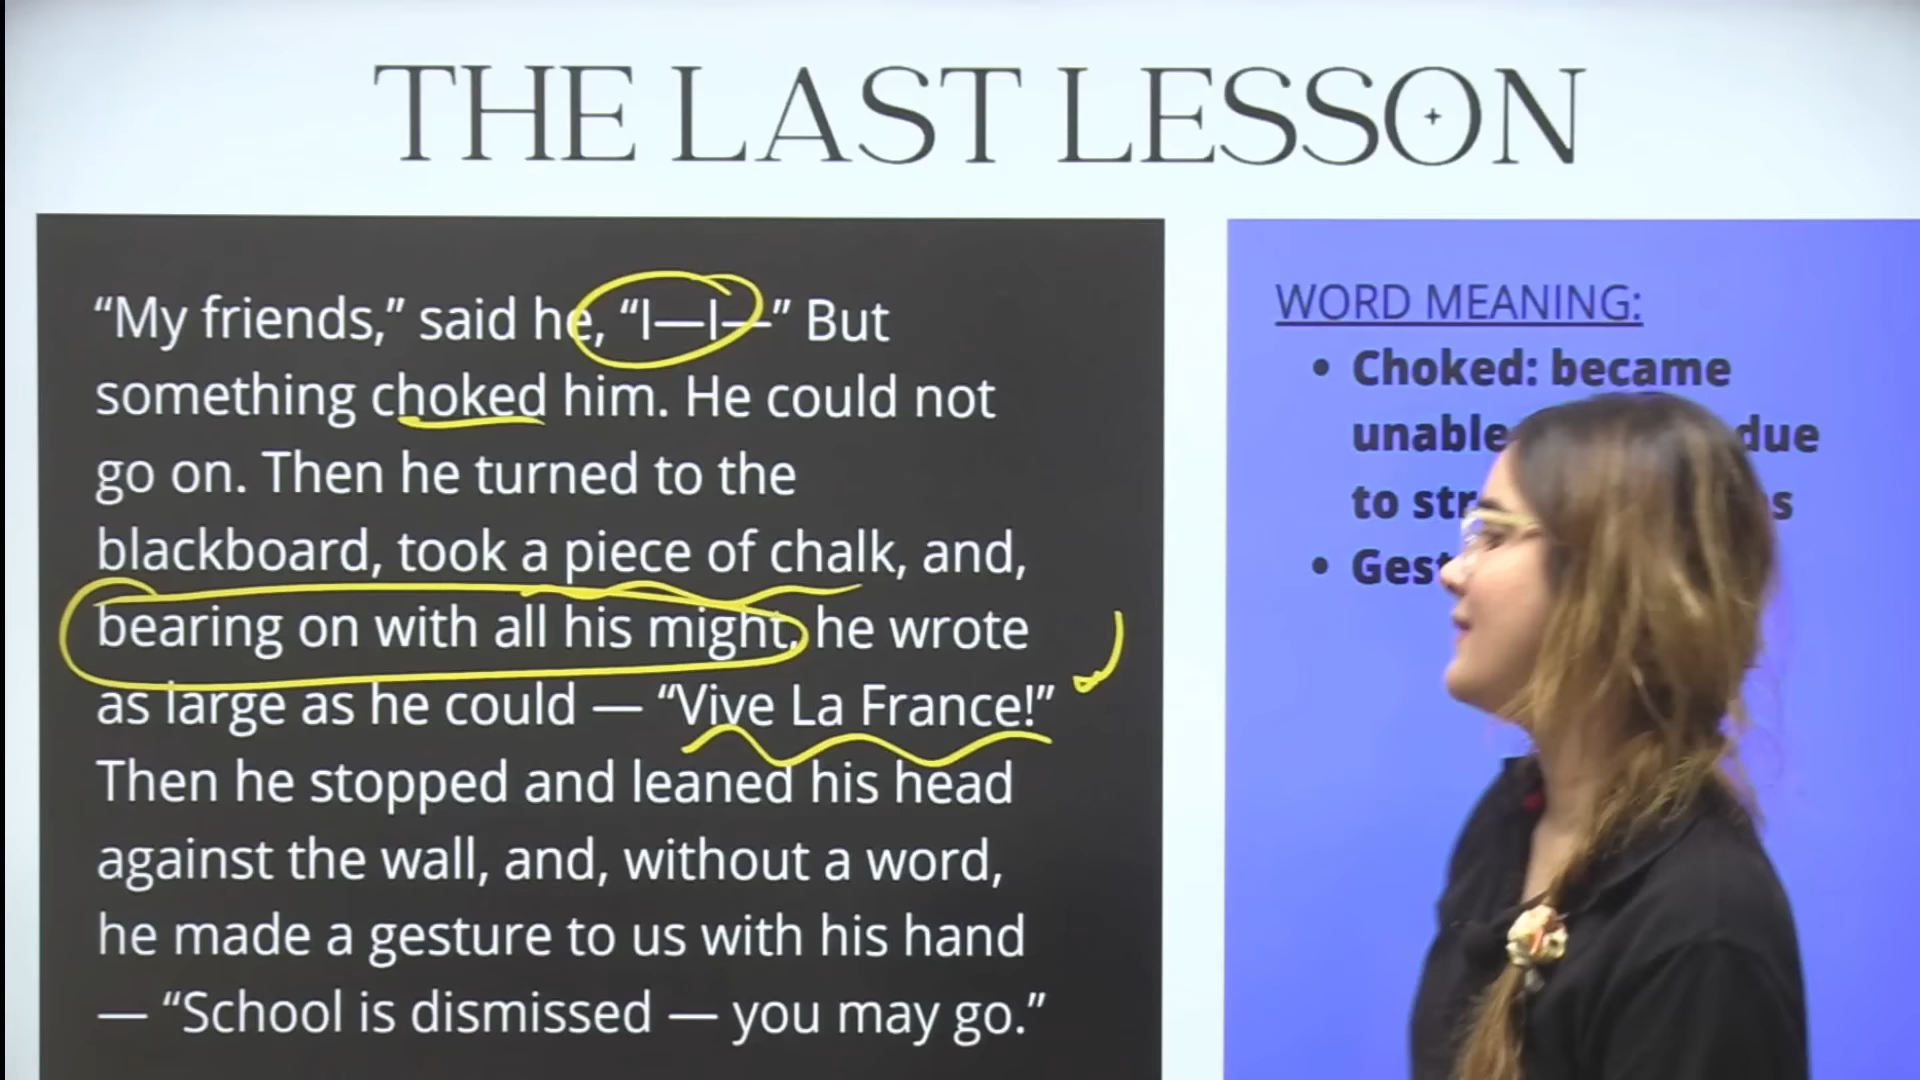 THE LAST LESSON
“My friends,” said he, “I—I—” But
something choked him. He could not
go on. Then he turned to the
blackboard, took a piece of chalk, and,
bearing on with all his might, he wrote
as large as he could — “Vive La France!”
Then he stopped and leaned his head
against the wall, and, without a word,
he made a gesture to us with his hand
— “School is dismissed — you may go.”
WORD MEANING:
• Choked: became
unable due
to
•